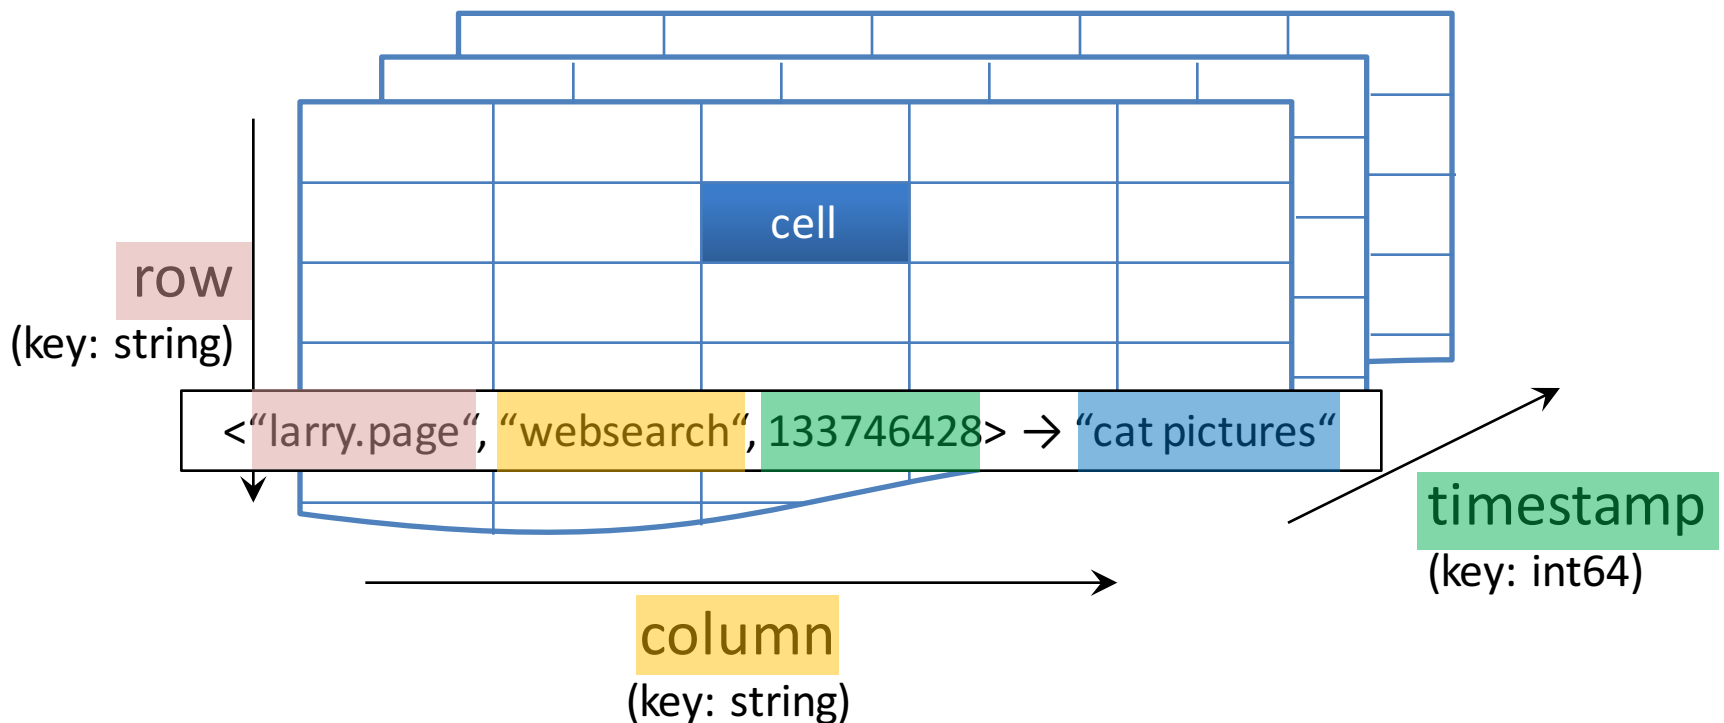 cell
row
(key: string)
<“larry.page“, “websearch“, 133746428> → “cat pictures“
timestamp
(key: int64)
column
(key: string)